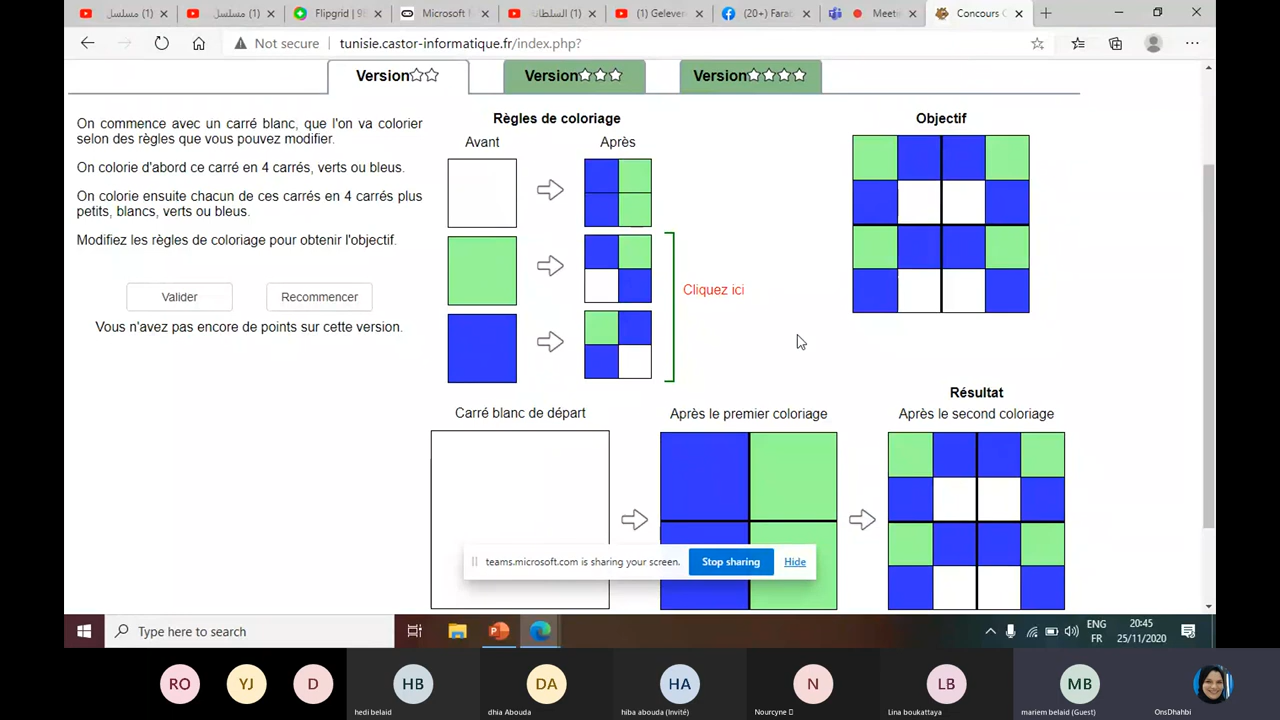 (1) مسلسل
(1) مسلسل
Flipgrid | 9
Microsoft
(1) السلطانا
(1) Gelever
(20+) Farab
Meeti
Concours C
Not secure
tunisie.castor-informatique.fr/index.php?
Version
Version
Version
On commence avec un carré blanc, que l'on va colorier
selon des règles que vous pouvez modifier.
On colorie d'abord ce carré en 4 carrés, verts ou bleus.
On colorie ensuite chacun de ces carrés en 4 carrés plus
petits, blancs, verts ou bleus.
Modifiez les règles de coloriage pour obtenir l'objectif.
Valider
Recommencer
Vous n'avez pas encore de points sur cette version.
Règles de coloriage
Avant
Après
Cliquez ici
Objectif
Carré blanc de départ
Après le premier coloriage
Résultat
Après le second coloriage
teams.microsoft.com is sharing your screen.
Stop sharing
Hide
Type here to search
ENG
FR
20:45
25/11/2020
RO
YJ
D
HB
hedi belaid
DA
dhia Abouda
HA
hiba abouda (Invité)
N
Nourcyne
LB
Lina boukattaya
MB
mariem belaid (Guest)
OnsDhahbi